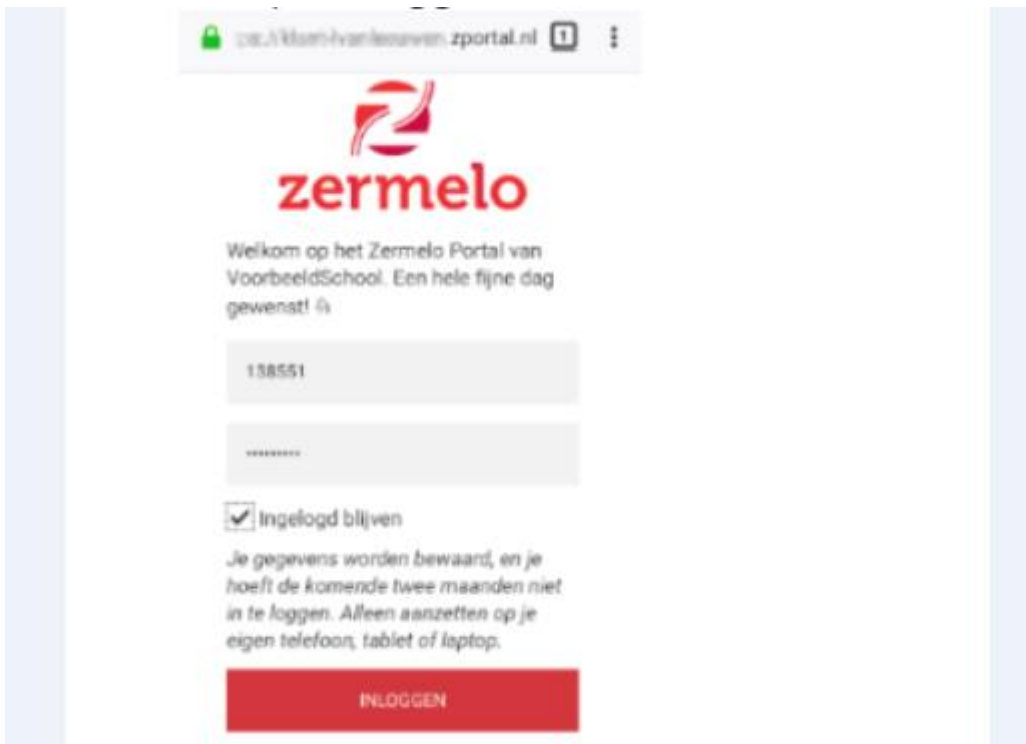 zportal.nl 1
zermelo
Welkom op het Zermelo Portal van
VoorbeeldSchool. Een hele fijne dag
gewenst!
138551
•••••••••
Ingelogd blijven
Je gegevens worden bewaard, en je
hoeft de komende twee maanden niet
in te loggen. Alleen aanzetten op je
eigen telefoon, tablet of laptop.
INLOGGEN